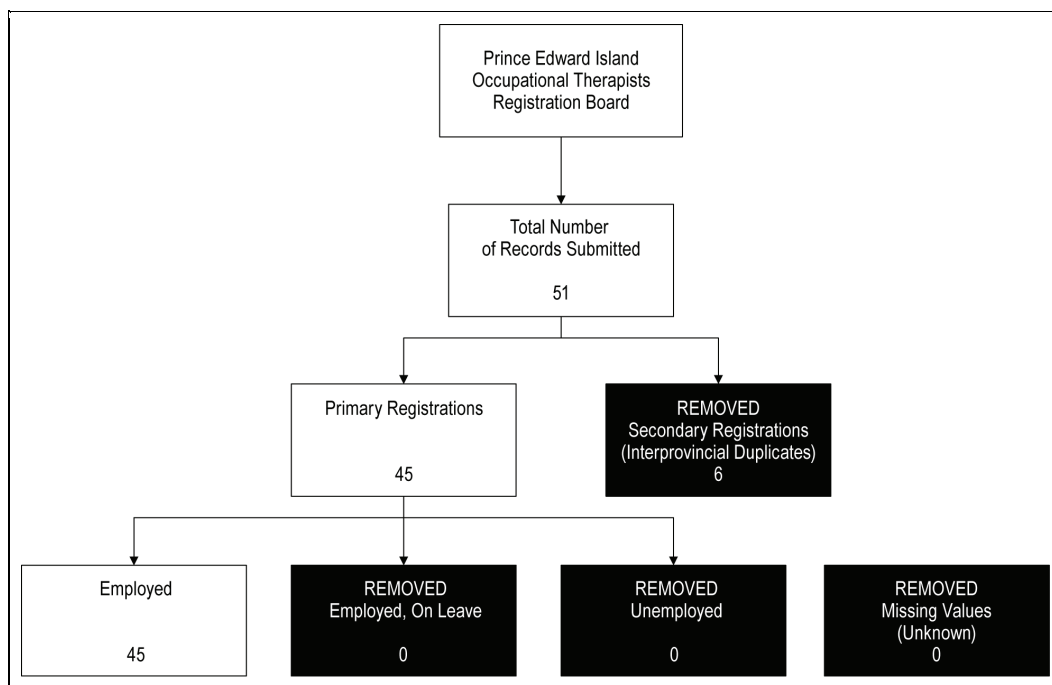 Prince Edward Island
Occupational Therapists
Registration Board
Total Number
of Records Submitted
51
Primary Registrations
45
REMOVED
Secondary Registrations
(Interprovincial Duplicates)
6
Employed
45
REMOVED
Employed, On Leave
0
REMOVED
Unemployed
0
REMOVED
Missing Values
(Unknown)
0